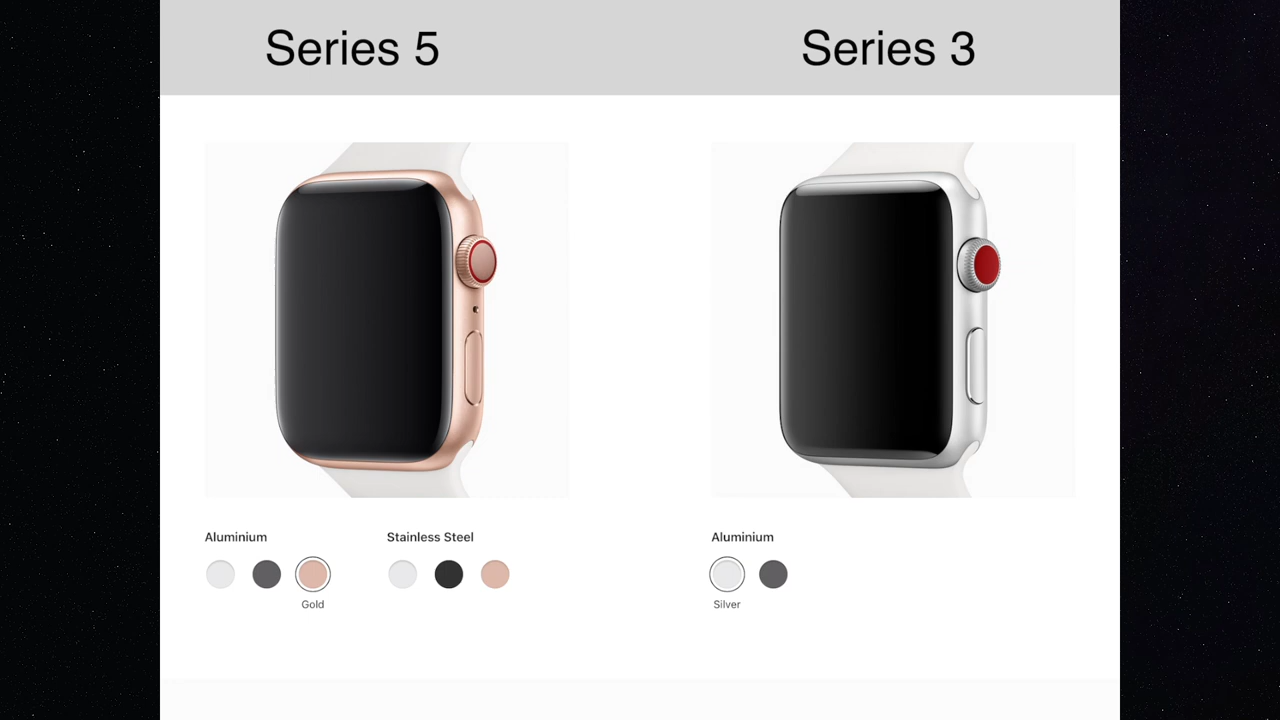 Series 5
Series 3
Aluminium
Stainless Steel
Aluminium
Gold
Silver